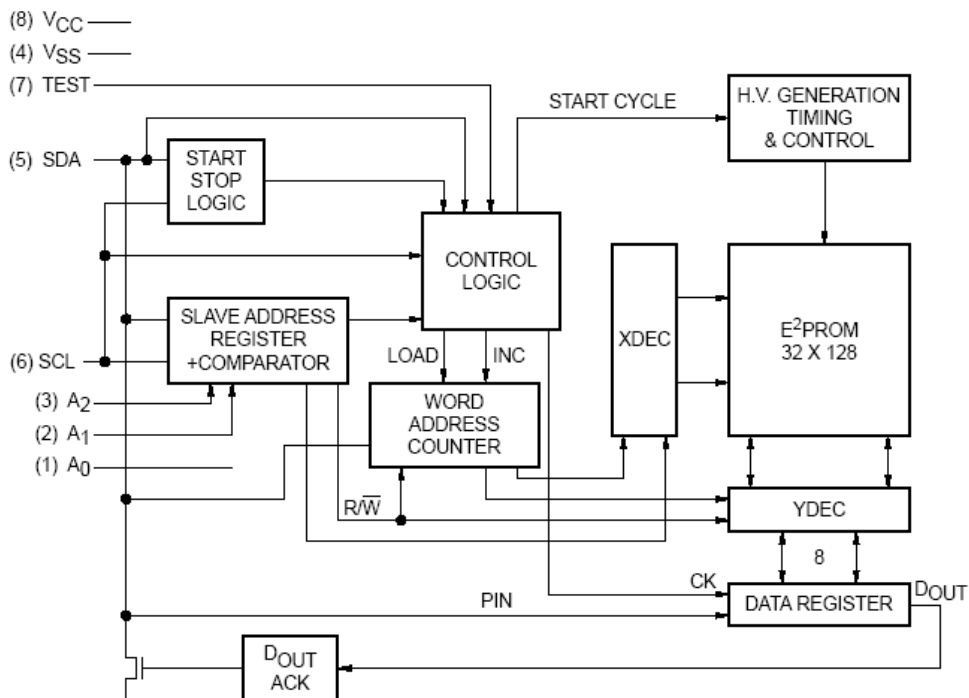 (8) VCC
(4) VSS
(7) TEST
START CYCLE
H.V. GENERATION
TIMING
& CONTROL
(5) SDA
START
STOP
LOGIC
CONTROL
LOGIC
SLAVE ADDRESS
REGISTER
+COMPARATOR
(6) SCL
LOAD
INC
XDEC
E²PROM
32 X 128
(3) A2
(2) A1
(1) A0
WORD
ADDRESS
COUNTER
R/W̅
YDEC
8
CK
PIN
DATA REGISTER
DOUT
DOUT
ACK